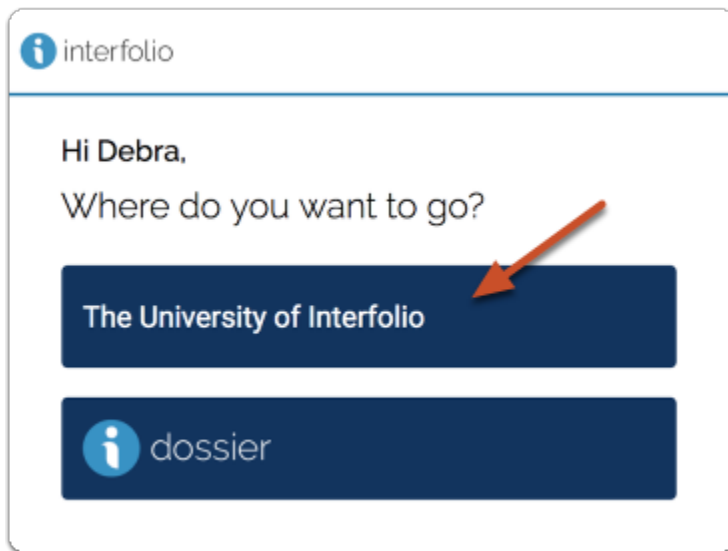 interfolio
Hi Debra,
Where do you want to go?
The University of Interfolio
dossier